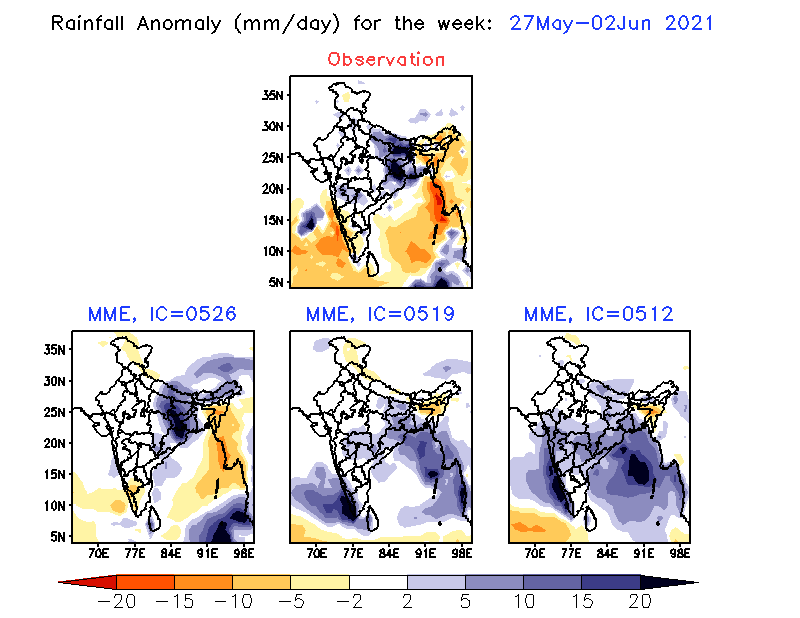 Rainfall Anomaly (mm/day) for the week: 27May−02Jun 2021
Observation
35N
30N
25N
20N
15N
10N
5N
MME, IC=0526 MME, IC=0519 MME, IC=0512
35N
30N
25N
20N
15N
10N
5N
70E 77E 84E 91E 98E 70E 77E 84E 91E 98E 70E 77E 84E 91E 98E
−20 −15 −10 −5 −2 2 5 10 15 20